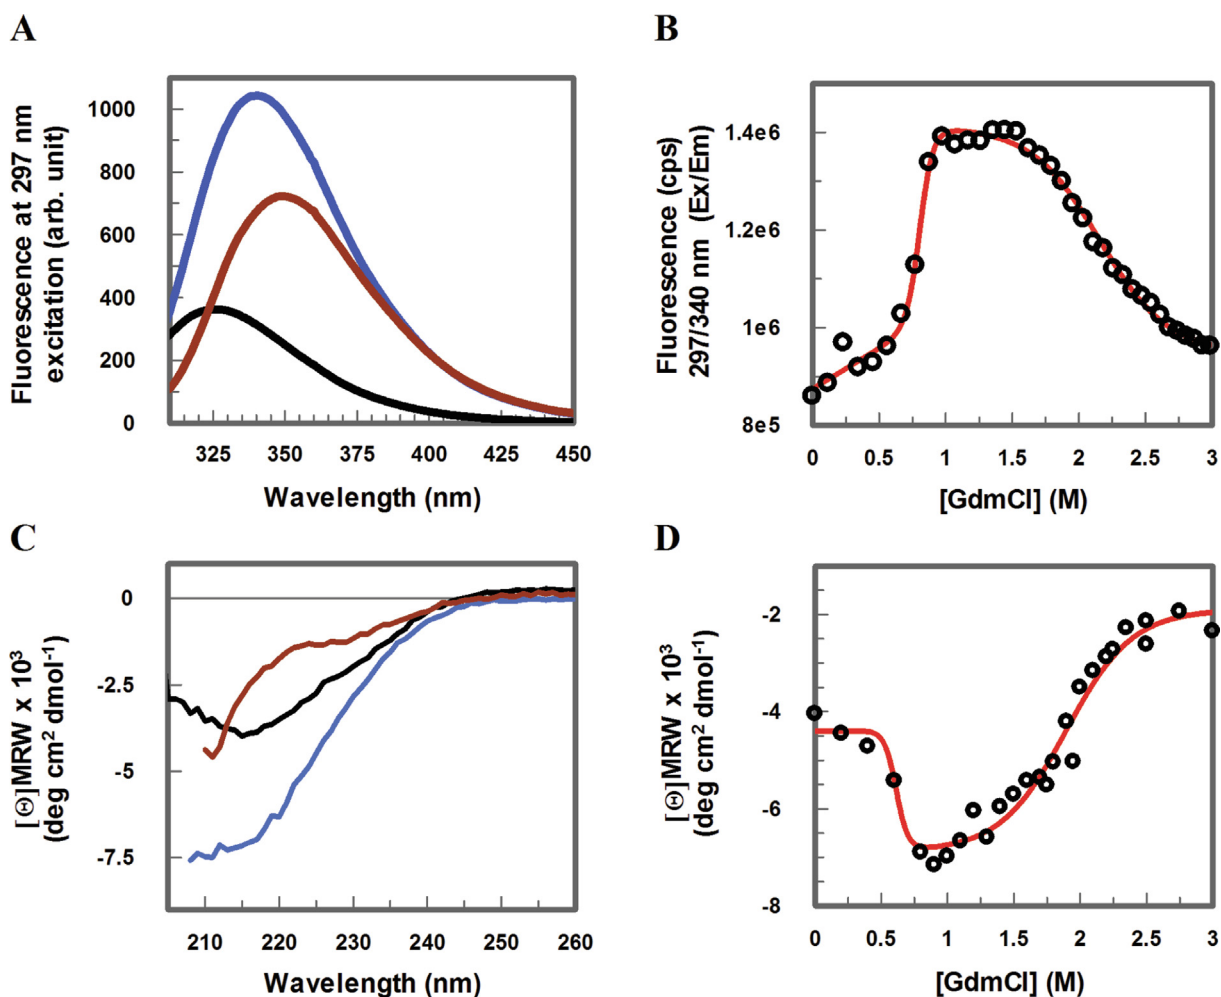 A
Fluorescence at 297 nm
excitation (arb. unit)
1000
800
600
400
200
0
325
350
375
400
425
450
Wavelength (nm)
B
Fluorescence (cps)
297/340 nm (Ex/Em)
1.4e6
1.2e6
1e6
8e5
0
0.5
1
1.5
2
2.5
3
[GdmCl] (M)
C
[Θ]MRW x 10³
(deg cm² dmol⁻¹)
0
-2.5
-5
-7.5
210
220
230
240
250
260
Wavelength (nm)
D
[Θ]MRW x 10³
(deg cm² dmol⁻¹)
-2
-4
-6
-8
0
0.5
1
1.5
2
2.5
3
[GdmCl] (M)